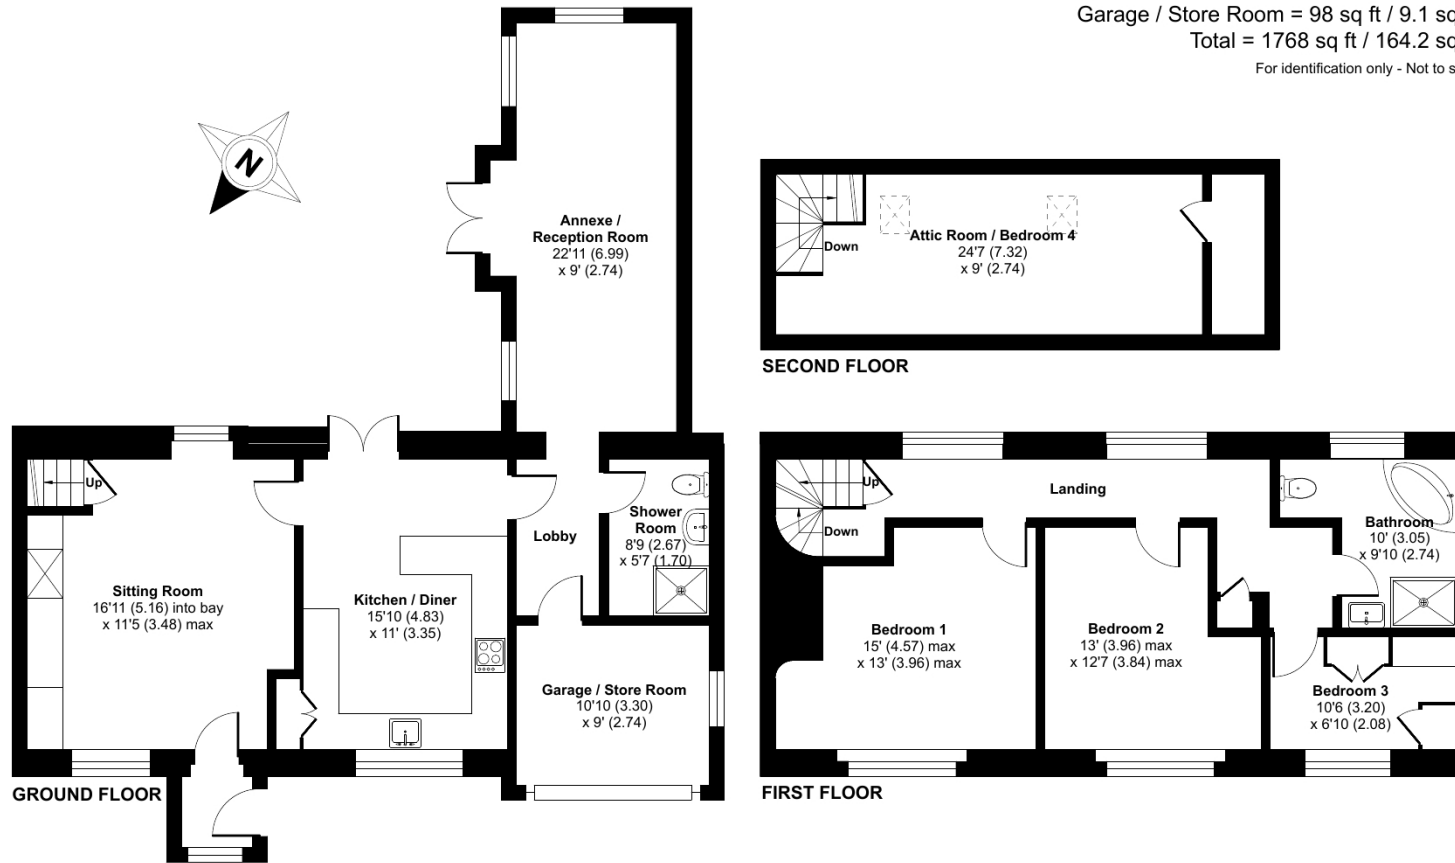 Garage / Store Room = 98 sq ft / 9.1 sq
Total = 1768 sq ft / 164.2 sq
For identification only - Not to s
N
Annexe /
Reception Room
22'11 (6.99)
x 9' (2.74)
Down
Attic Room / Bedroom 4
24'7 (7.32)
x 9' (2.74)
SECOND FLOOR
Up
Sitting Room
16'11 (5.16) into bay
x 11'5 (3.48) max
Kitchen / Diner
15'10 (4.83)
x 11' (3.35)
Lobby
Shower
Room
8'9 (2.67)
x 5'7 (1.70)
Garage / Store Room
10'10 (3.30)
x 9' (2.74)
GROUND FLOOR
Up
Down
Landing
Bathroom
10' (3.05)
x 9'10 (2.74)
Bedroom 1
15' (4.57) max
x 13' (3.96) max
Bedroom 2
13' (3.96) max
x 12'7 (3.84) max
Bedroom 3
10'6 (3.20)
x 6'10 (2.08)
FIRST FLOOR